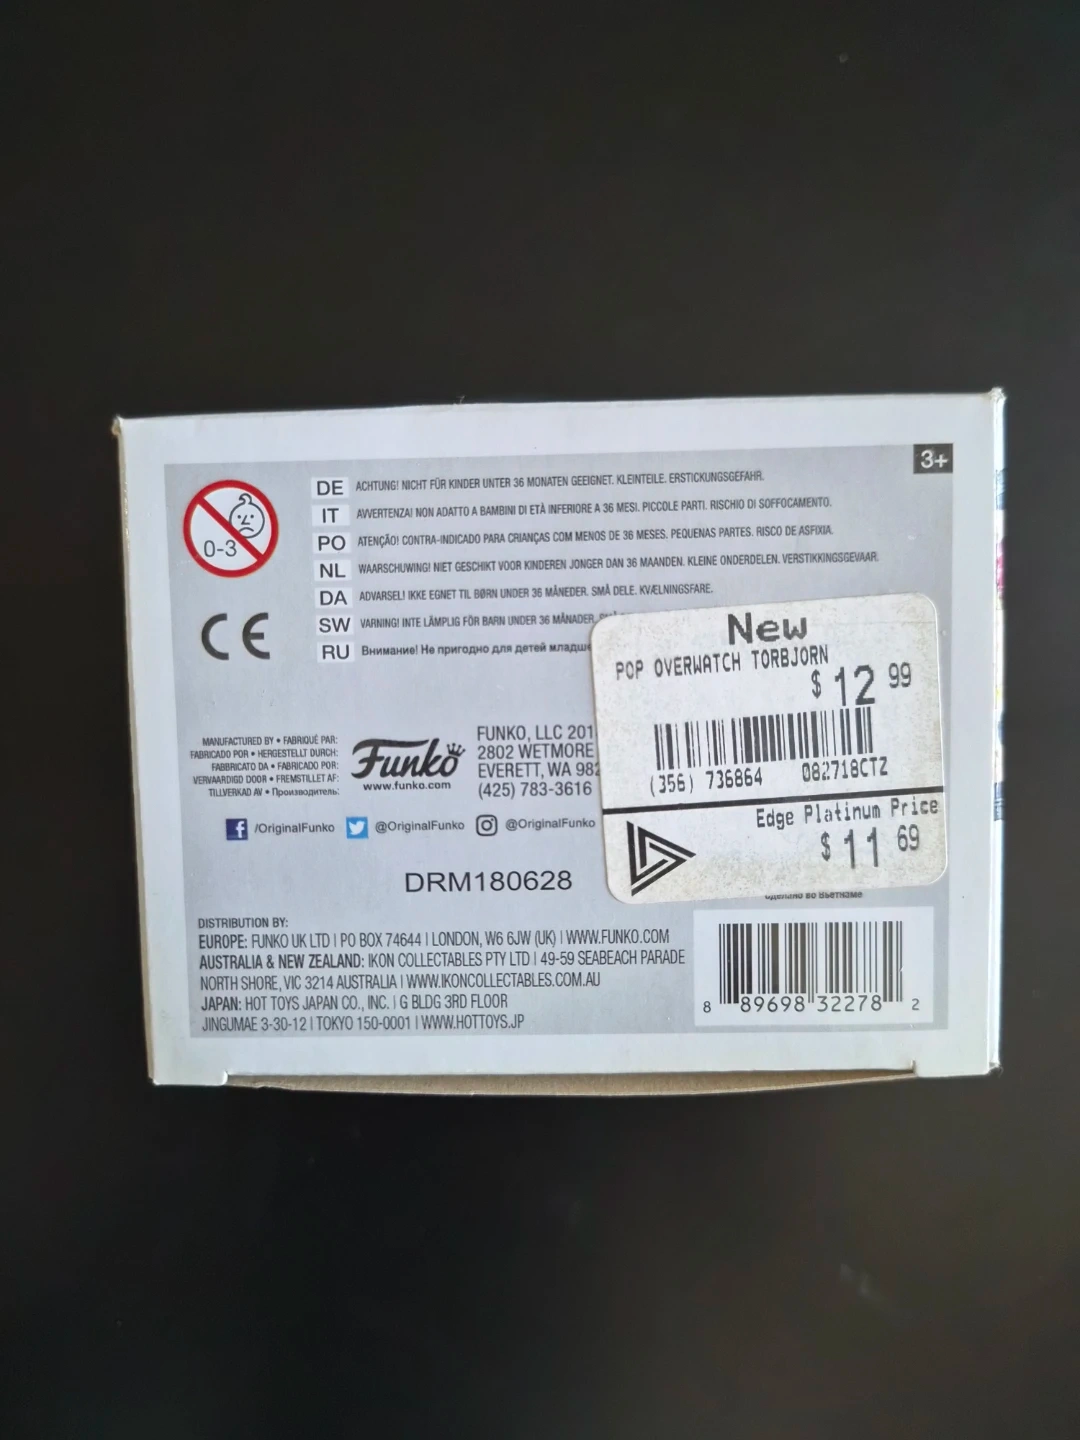 3+
0-3
DE ACHTUNG! NICHT FÜR KINDER UNTER 36 MONATEN GEEIGNET. KLEINTEILE. ERSTICKUNGSGEFAHR.
IT AVVERTENZA! NON ADATTO A BAMBINI DI ETÀ INFERIORE A 36 MESI. PICCOLE PARTI. RISCHIO DI SOFFOCAMENTO.
PO ATENÇÃO! CONTRA-INDICADO PARA CRIANÇAS COM MENOS DE 36 MESES. PEQUENAS PARTES. RISCO DE ASFIXIA.
NL WAARSCHUWING! NIET GESCHIKT VOOR KINDEREN JONGER DAN 36 MAANDEN. KLEINE ONDERDELEN. VERSTIKKINGSGEVAAR.
DA ADVARSEL! IKKE EGNET TIL BØRN UNDER 36 MÅNEDER. SMÅ DELE. KVÆLNINGSFARE.
SW VARNING! INTE LÄMPLIG FÖR BARN UNDER 36 MÅNADER.
RU Внимание! Не пригодно для детей младше
CE
New
POP OVERWATCH TORBJORN
$ 12 99
(356) 736864 082718CTZ
Edge Platinum Price
$ 11 69
MANUFACTURED BY • FABRIQUÉ PAR:
FABRICADO POR • HERGESTELLT DURCH:
FABBRICATO DA • FABRICADO POR:
VERVAARDIGD DOOR • FREMSTILLET AF:
TILLVERKAD AV • Производитель:
Funko
www.funko.com
FUNKO, LLC 201
2802 WETMORE
EVERETT, WA 982
(425) 783-3616
/OriginalFunko @OriginalFunko @OriginalFunko
DRM180628
сделано во Вьетнаме
DISTRIBUTION BY:
EUROPE: FUNKO UK LTD | PO BOX 74644 | LONDON, W6 6JW (UK) | WWW.FUNKO.COM
AUSTRALIA & NEW ZEALAND: IKON COLLECTABLES PTY LTD | 49-59 SEABEACH PARADE
NORTH SHORE, VIC 3214 AUSTRALIA | WWW.IKONCOLLECTABLES.COM.AU
JAPAN: HOT TOYS JAPAN CO., INC. | G BLDG 3RD FLOOR
JINGUMAE 3-30-12 | TOKYO 150-0001 | WWW.HOTTOYS.JP
8 89698 32278 2